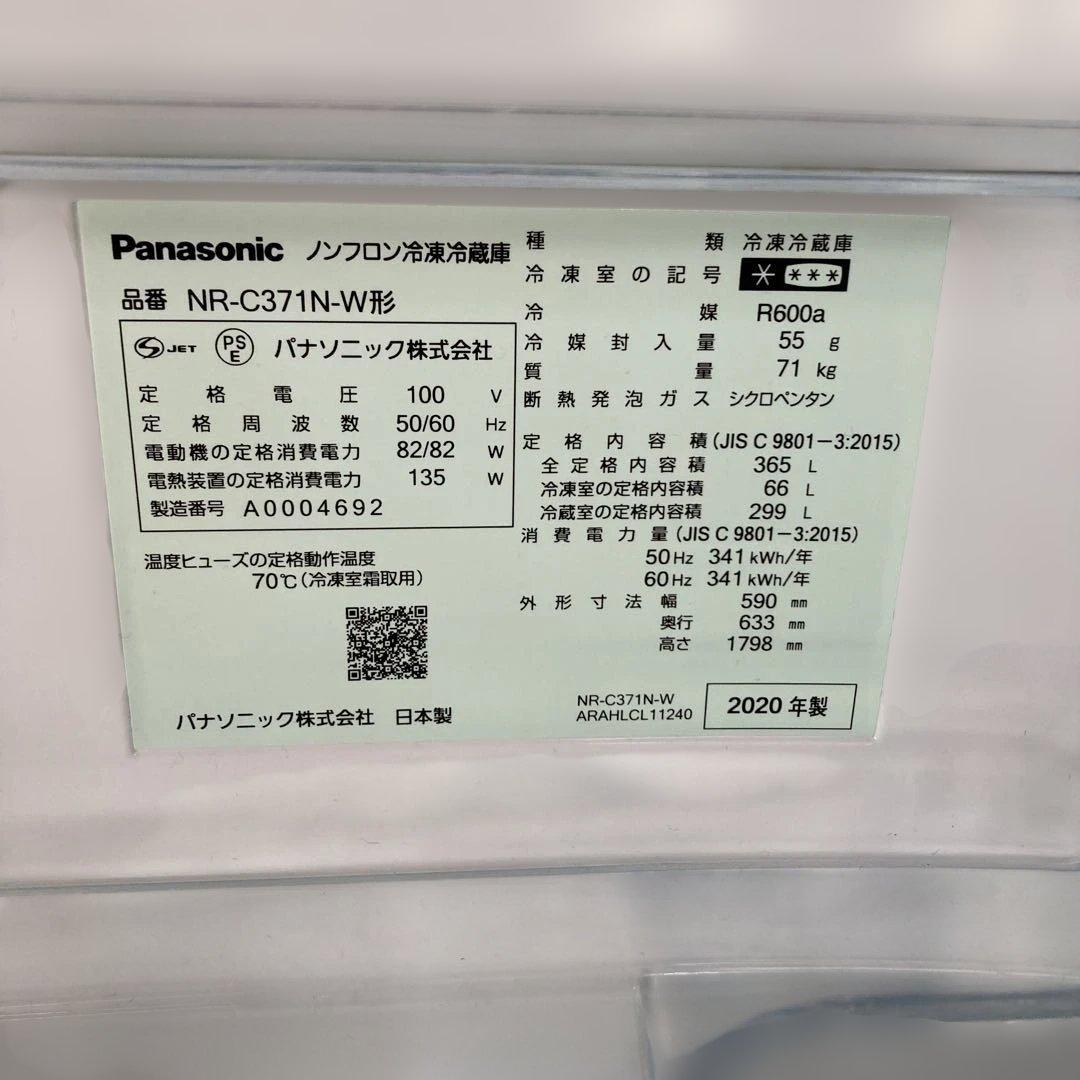 Panasonic ノンフロン冷凍冷蔵庫
品番 NR-C371N-W形
S JET PSE パナソニック株式会社
定格電圧 100 V
定格周波数 50/60 Hz
電動機の定格消費電力 82/82 W
電熱装置の定格消費電力 135 W
製造番号 A0004692
温度ヒューズの定格動作温度
70℃(冷凍室霜取用)
パナソニック株式会社 日本製
種類 冷凍冷蔵庫
冷凍室の記号 * ***
冷媒 R600a
冷媒封入量 55 g
質量 71 kg
断熱発泡ガス シクロペンタン
定格内容積(JIS C 9801-3:2015)
全定格内容積 365 L
冷凍室の定格内容積 66 L
冷蔵室の定格内容積 299 L
消費電力量(JIS C 9801-3:2015)
50Hz 341kWh/年
60Hz 341kWh/年
外形寸法 幅 590 mm
奥行 633 mm
高さ 1798 mm
NR-C371N-W
ARAHLCL11240
2020年製